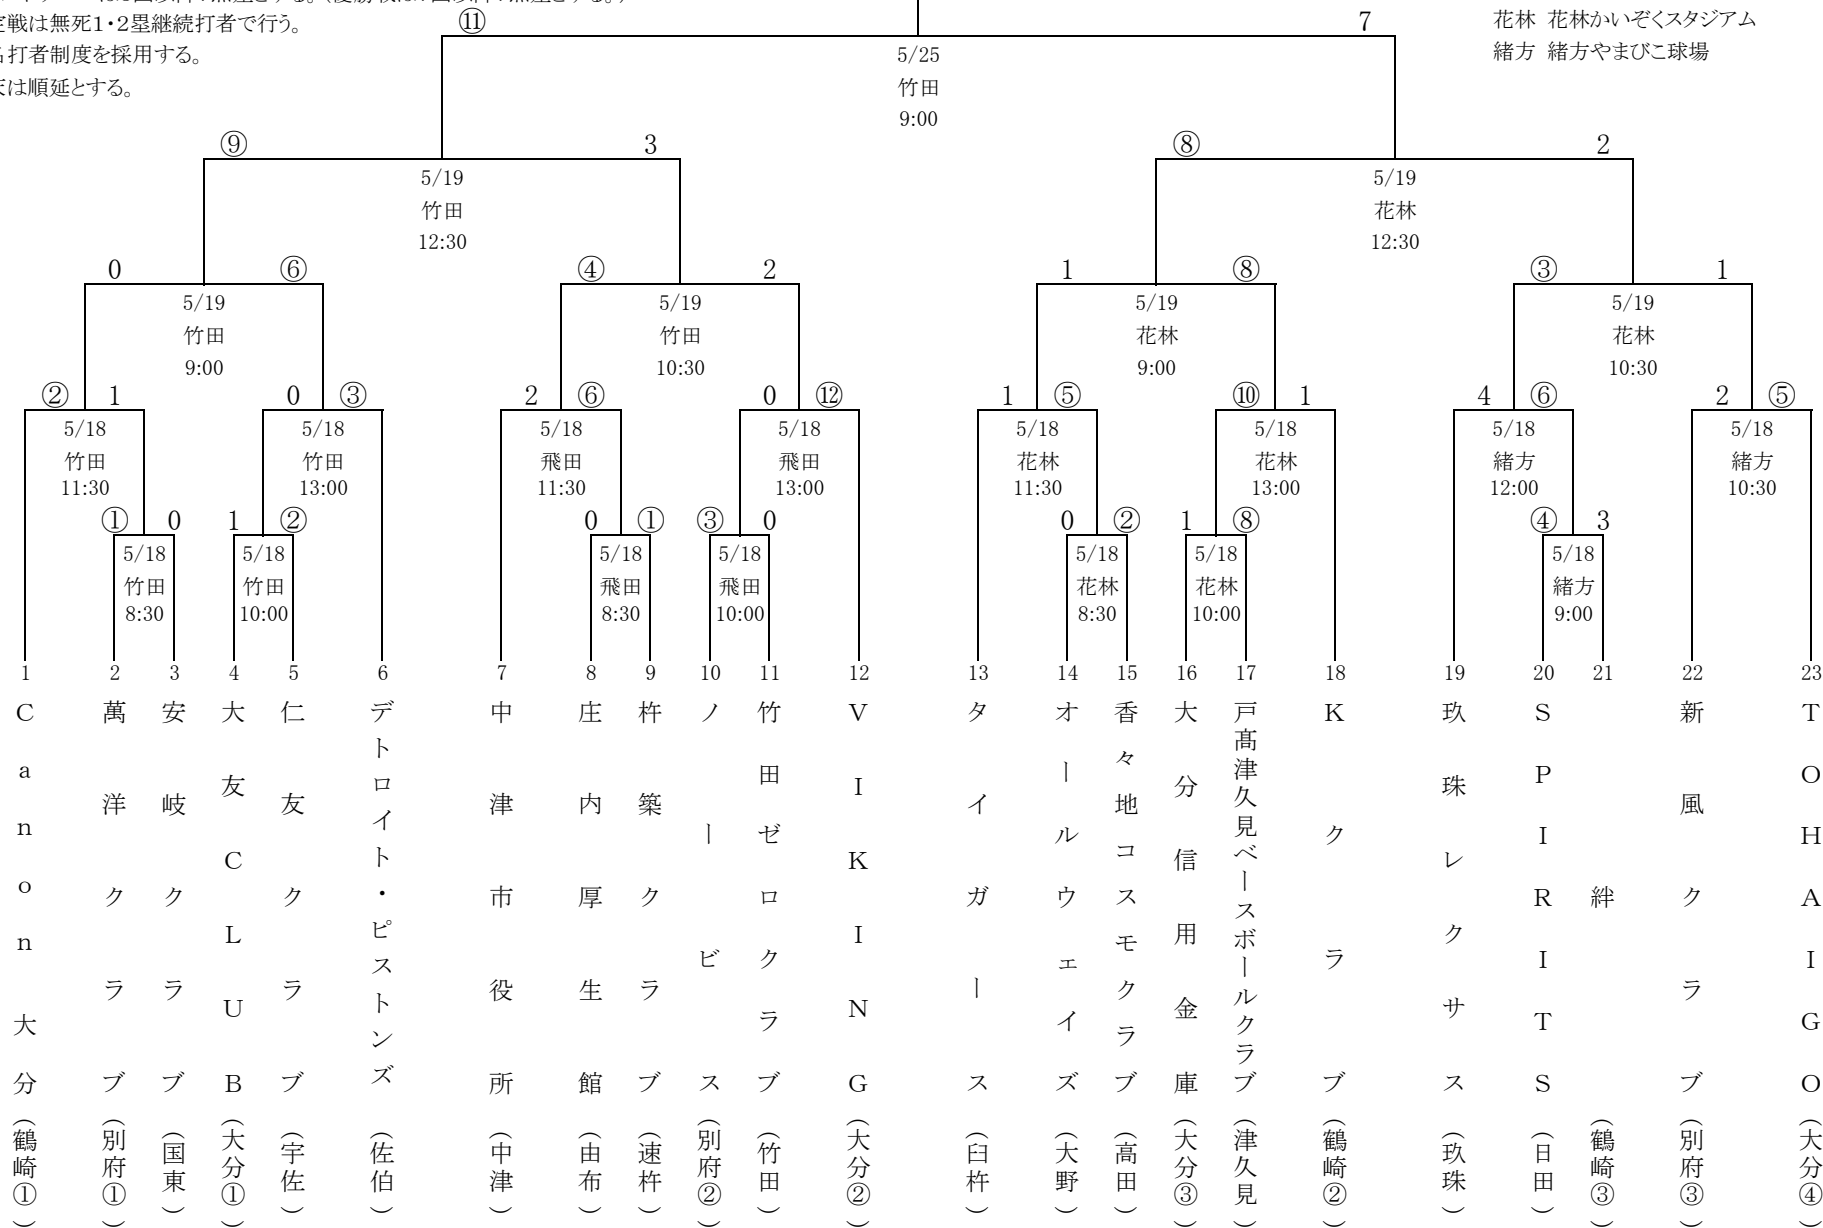 定戦は無死1・2塁継続打者で行う。
打者制度を採用する。
は順延とする。
花林 花林かいぞくスタジアム
緒方 緒方やまびこ球場
⑪ 7
5/25
竹田
9:00
⑨ 3 ⑧ 2
5/19 5/19
竹田 花林
12:30 12:30
0 ⑥ ④ 2 1 ⑧ ③ 1
5/19 5/19 5/19 5/19
竹田 竹田 花林 花林
9:00 10:30 9:00 10:30
② 1 0 ③ 2 ⑥ 0 ⑫ 1 ⑤ ⑩ 1 4 ⑥ 2 ⑤
5/18 5/18 5/18 5/18 5/18 5/18 5/18 5/18
竹田 竹田 飛田 飛田 花林 花林 緒方 緒方
11:30 13:00 11:30 13:00 11:30 13:00 12:00 10:30
① 0 1 ② 0 ① ③ 0 0 ② 1 ⑧ ④ 3
5/18 5/18 5/18 5/18 5/18 5/18 5/18
竹田 竹田 飛田 飛田 花林 花林 緒方
8:30 10:00 8:30 10:00 8:30 10:00 9:00
1 Canon大分(鶴崎①)
2 萬洋クラブ(別府①)
3 安岐クラブ(国東)
4 大友CLUB(大分①)
5 仁友クラブ(宇佐)
6 デトロイト・ピストンズ(佐伯)
7 中津市役所(中津)
8 庄内厚生館(由布)
9 杵築クラブ(速杵)
10 ノービス(別府②)
11 竹田ゼロクラブ(竹田)
12 VIKING(大分②)
13 タイガース(臼杵)
14 オールウェイズ(大野)
15 香々地コスモクラブ(高田)
16 大分信用金庫(大分③)
17 戸髙津久見ベースボールクラブ(津久見)
18 Kクラブ(鶴崎②)
19 玖珠レクサス(玖珠)
20 SPIRITS(日田)
21 絆(鶴崎③)
22 新風クラブ(別府③)
23 TOHAIGO(大分④)